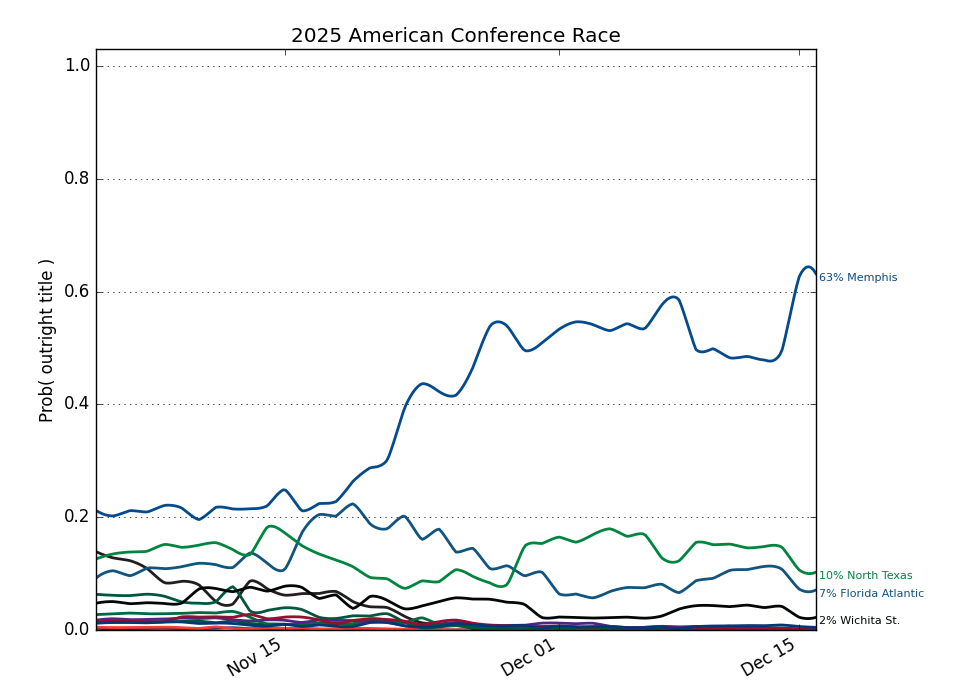 2025 American Conference Race
1.0
0.8
0.6
0.4
0.2
0.0
Prob( outright title )
63% Memphis
10% North Texas
7% Florida Atlantic
2% Wichita St.
Nov 15
Dec 01
Dec 15